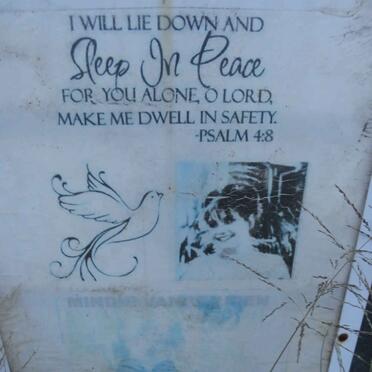 I WILL LIE DOWN AND
Sleep In Peace
FOR YOU ALONE, O LORD,
MAKE ME DWELL IN SAFETY.
-PSALM 4:8